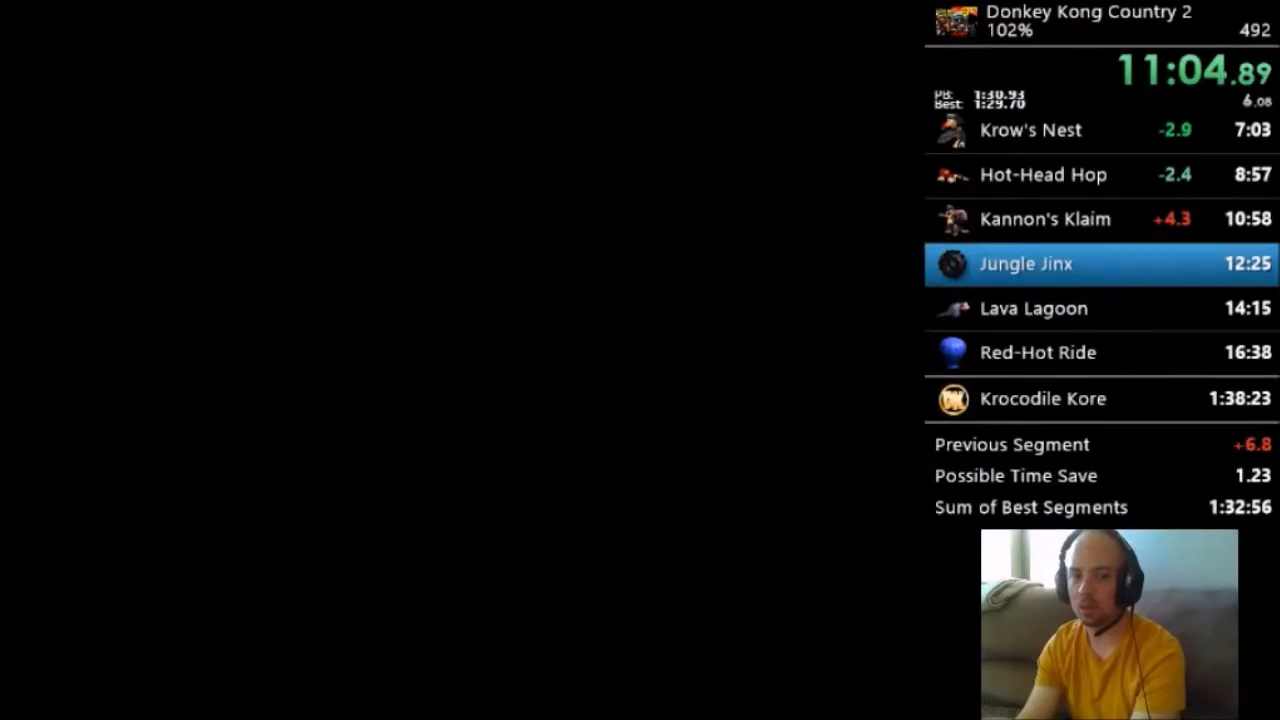 Donkey Kong Country 2
102% 492
11:04.89
PB: 1:30.93
Best: 1:29.70 6.08
Krow's Nest -2.9 7:03
Hot-Head Hop -2.4 8:57
Kannon's Klaim +4.3 10:58
Jungle Jinx 12:25
Lava Lagoon 14:15
Red-Hot Ride 16:38
Krocodile Kore 1:38:23
Previous Segment +6.8
Possible Time Save 1.23
Sum of Best Segments 1:32:56